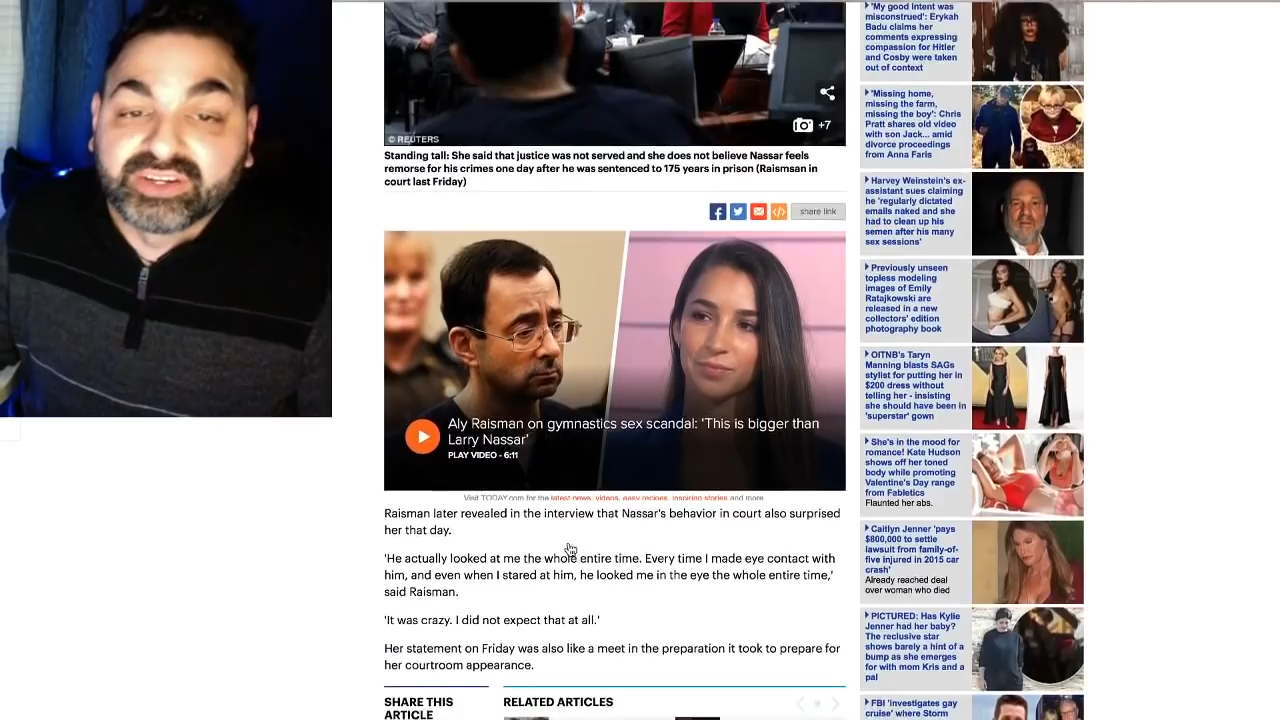 © REUTERS
+7
Standing tall: She said that justice was not served and she does not believe Nassar feels
remorse for his crimes one day after he was sentenced to 175 years in prison (Raismsan in
court last Friday)
share link
Aly Raisman on gymnastics sex scandal: ‘This is bigger than
Larry Nassar’
PLAY VIDEO - 6:11
Visit TODAY.com for the latest news, videos, easy recipes, inspiring stories and more
Raisman later revealed in the interview that Nassar's behavior in court also surprised
her that day.
'He actually looked at me the whole entire time. Every time I made eye contact with
him, and even when I stared at him, he looked me in the eye the whole entire time,'
said Raisman.
'It was crazy. I did not expect that at all.'
Her statement on Friday was also like a meet in the preparation it took to prepare for
her courtroom appearance.
SHARE THIS
ARTICLE
RELATED ARTICLES
'My good intent was
misconstrued': Erykah
Badu claims her
comments expressing
compassion for Hitler
and Cosby were taken
out of context
'Missing home,
missing the farm,
missing the boy': Chris
Pratt shares old video
with son Jack... amid
divorce proceedings
from Anna Faris
Harvey Weinstein's ex-
assistant sues claiming
he 'regularly dictated
emails naked and she
had to clean up his
semen after his many
sex sessions'
Previously unseen
topless modeling
images of Emily
Ratajkowski are
released in a new
collectors' edition
photography book
OITNB's Taryn
Manning blasts SAGs
stylist for putting her in
$200 dress without
telling her - insisting
she should have been in
'superstar' gown
She's in the mood for
romance! Kate Hudson
shows off her toned
body while promoting
Valentine's Day range
from Fabletics
Flaunted her abs.
Caitlyn Jenner 'pays
$800,000 to settle
lawsuit from family-of-
five injured in 2015 car
crash'
Already reached deal
over woman who died
PICTURED: Has Kylie
Jenner had her baby?
The reclusive star
shows barely a hint of a
bump as she emerges
for with mom Kris and a
pal
FBI 'investigates gay
cruise' where Storm